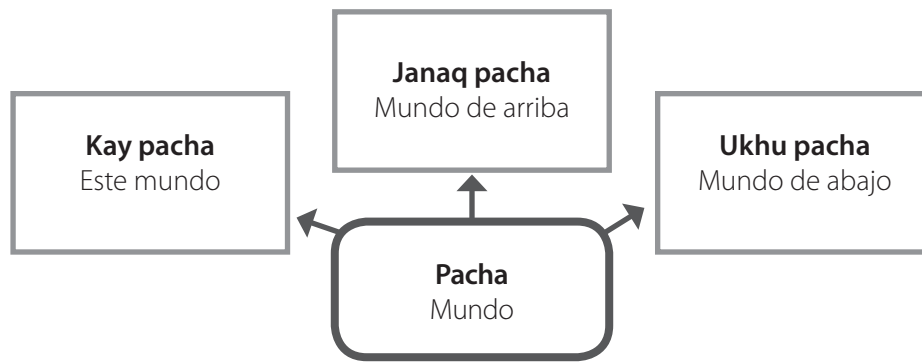 Janaq pacha
Mundo de arriba
Kay pacha
Este mundo
Ukhu pacha
Mundo de abajo
Pacha
Mundo